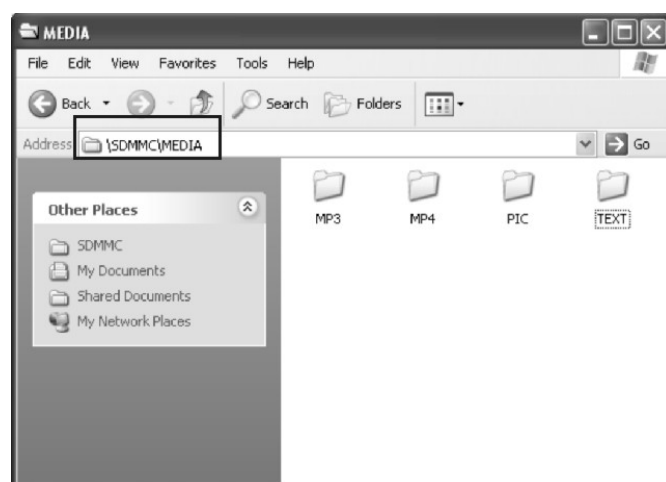 MEDIA
File Edit View Favorites Tools Help
Back Search Folders
Address \SDMMC\MEDIA Go
Other Places
SDMMC
My Documents
Shared Documents
My Network Places
MP3 MP4 PIC TEXT